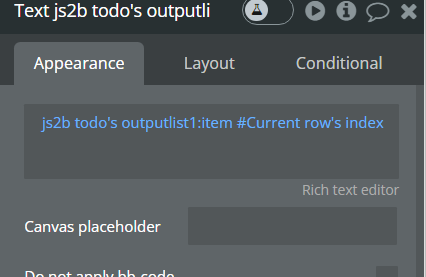 Text js2b todo's outputli
Appearance
Layout
Conditional
js2b todo's outputlist1:item #Current row's index
Rich text editor
Canvas placeholder
Do not apply bb-code